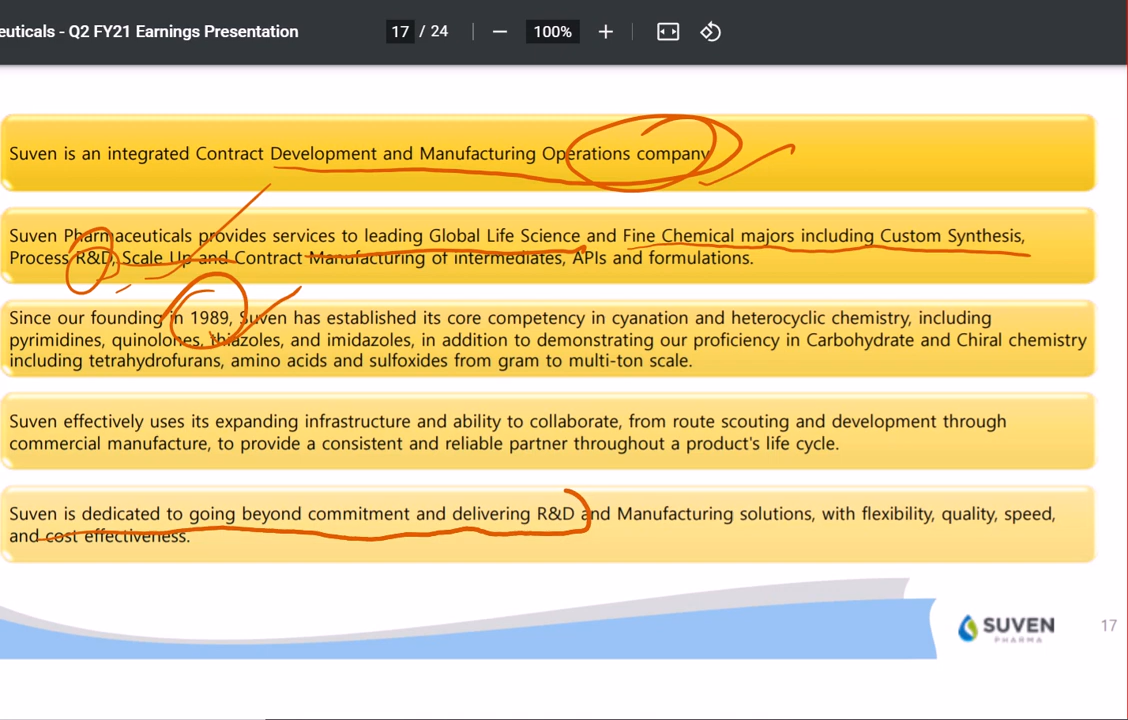 euticals - Q2 FY21 Earnings Presentation
17 / 24
100%
Suven is an integrated Contract Development and Manufacturing Operations company
Suven Pharmaceuticals provides services to leading Global Life Science and Fine Chemical majors including Custom Synthesis,
Process R&D, Scale Up and Contract Manufacturing of intermediates, APIs and formulations.
Since our founding in 1989, Suven has established its core competency in cyanation and heterocyclic chemistry, including
pyrimidines, quinolones, thiazoles, and imidazoles, in addition to demonstrating our proficiency in Carbohydrate and Chiral chemistry
including tetrahydrofurans, amino acids and sulfoxides from gram to multi-ton scale.
Suven effectively uses its expanding infrastructure and ability to collaborate, from route scouting and development through
commercial manufacture, to provide a consistent and reliable partner throughout a product's life cycle.
Suven is dedicated to going beyond commitment and delivering R&D and Manufacturing solutions, with flexibility, quality, speed,
and cost effectiveness.
SUVEN
PHARMA
17